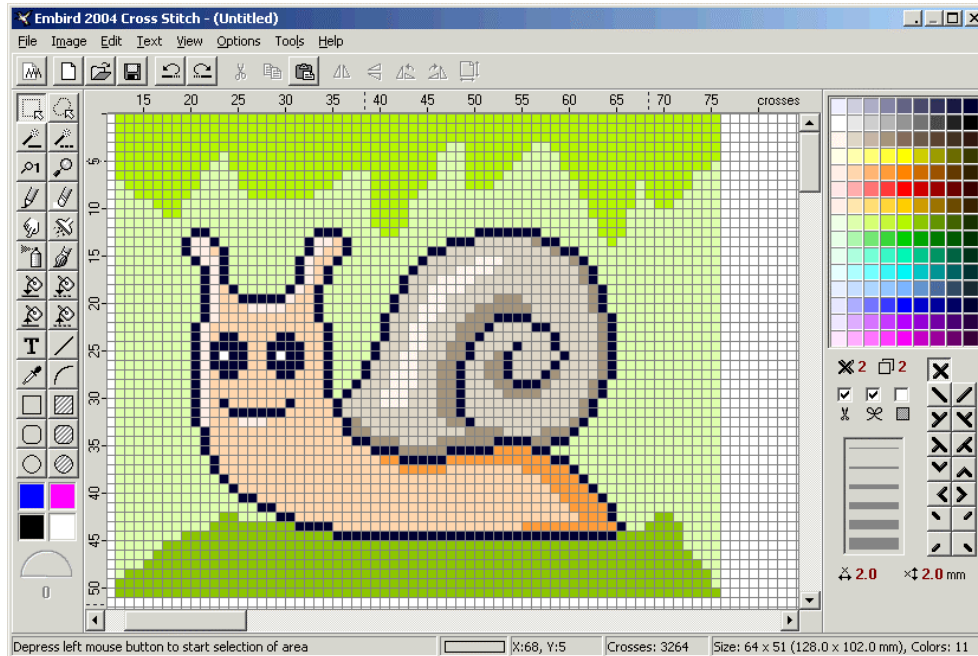 Embird 2004 Cross Stitch - (Untitled)
File Image Edit Text View Options Tools Help
15 20 25 30 35 40 45 50 55 60 65 70 75 crosses
5
10
15
20
25
30
35
40
45
50
1
T
0
2 2
2.0 2.0 mm
Depress left mouse button to start selection of area X:68, Y:5 Crosses: 3264 Size: 64 x 51 (128.0 x 102.0 mm), Colors: 11